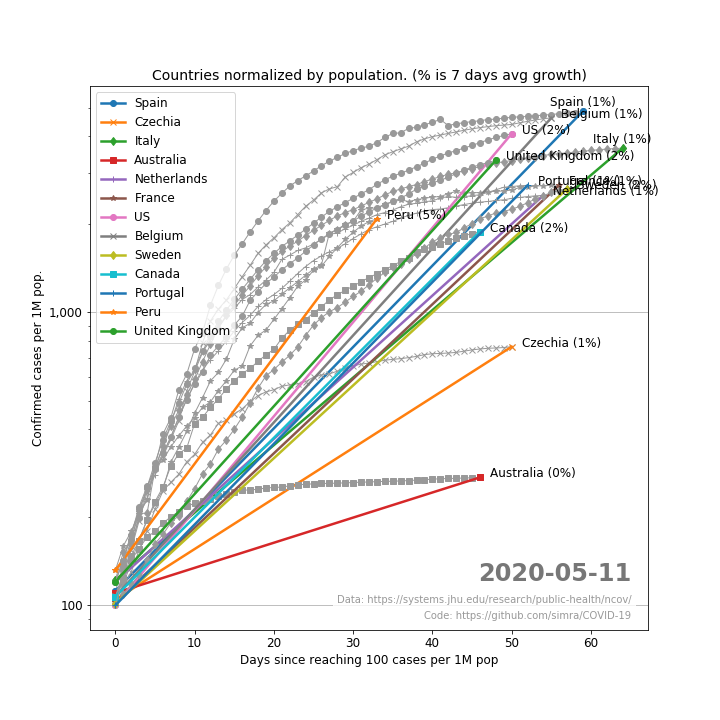 Countries normalized by population. (% is 7 days avg growth)
Spain
Czechia
Italy
Australia
Netherlands
France
US
Belgium
Sweden
Canada
Portugal
Peru
United Kingdom
Spain (1%)
Belgium (1%)
US (2%)
Italy (1%)
United Kingdom (2%)
Portugal (1%)
Sweden (2%)
Netherlands (1%)
Peru (5%)
Canada (2%)
Czechia (1%)
Australia (0%)
1,000
100
Confirmed cases per 1M pop.
2020-05-11
Data: https://systems.jhu.edu/research/public-health/ncov/
Code: https://github.com/simra/COVID-19
0 10 20 30 40 50 60
Days since reaching 100 cases per 1M pop